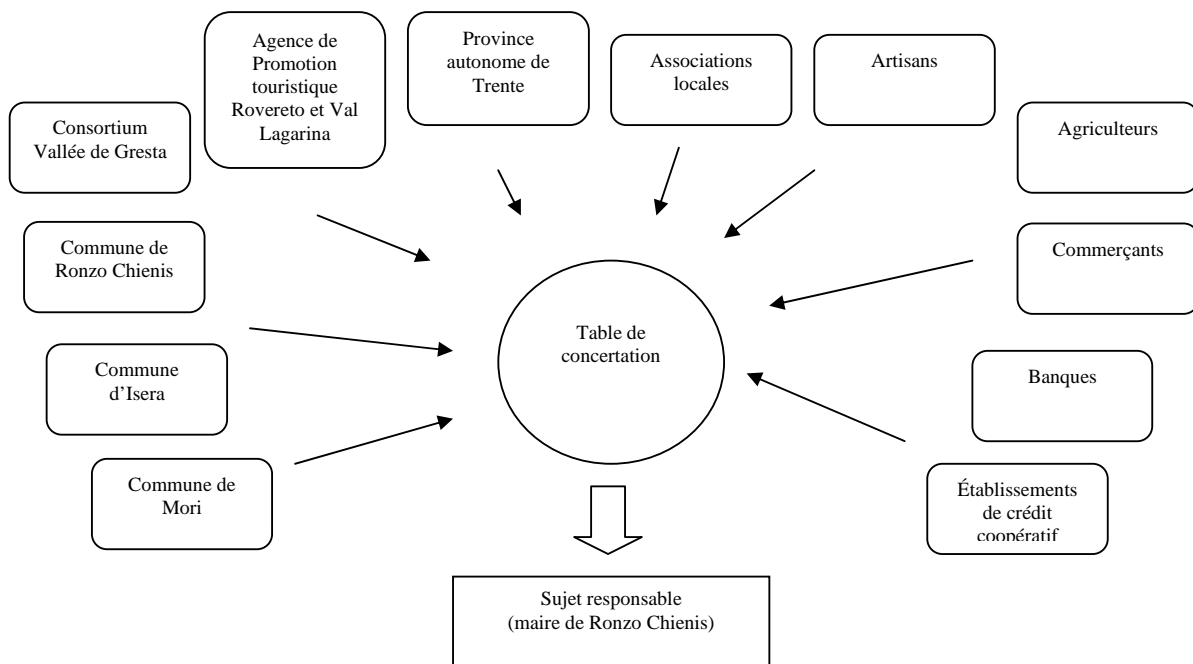 Agence de
Promotion
touristique
Rovereto et Val
Lagarina
Province
autonome de
Trente
Associations
locales
Artisans
Consortium
Vallée de Gresta
Agriculteurs
Commune de
Ronzo Chienis
Commerçants
Table de
concertation
Commune
d’Isera
Banques
Commune de
Mori
Établissements
de crédit
coopératif
Sujet responsable
(maire de Ronzo Chienis)